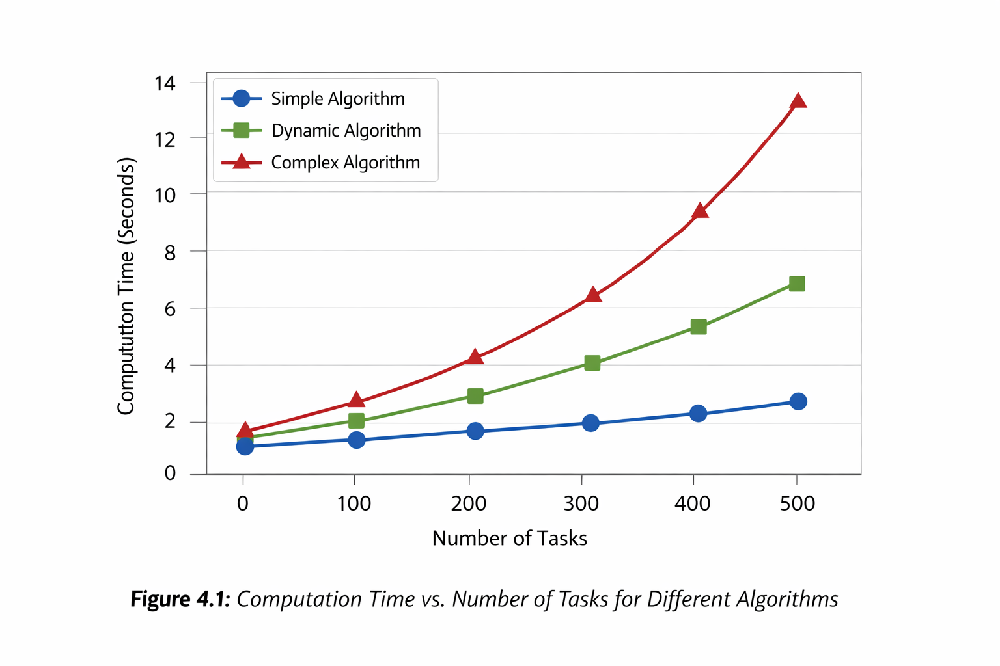 14
12
10
8
6
4
2
0
Compututton Time (Seconds)
Simple Algorithm
Dynamic Algorithm
Complex Algorithm
0 100 200 300 400 500
Number of Tasks
Figure 4.1: Computation Time vs. Number of Tasks for Different Algorithms